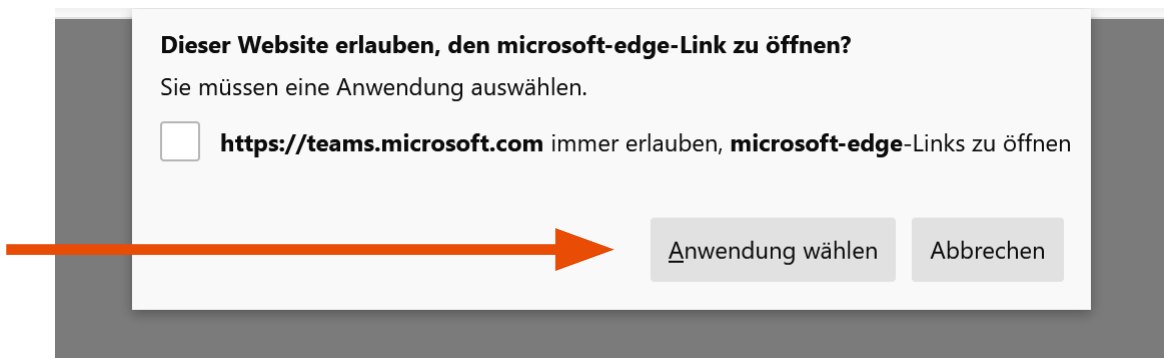 Dieser Website erlauben, den microsoft-edge-Link zu öffnen?
Sie müssen eine Anwendung auswählen.
https://teams.microsoft.com immer erlauben, microsoft-edge-Links zu öffnen
Anwendung wählen Abbrechen